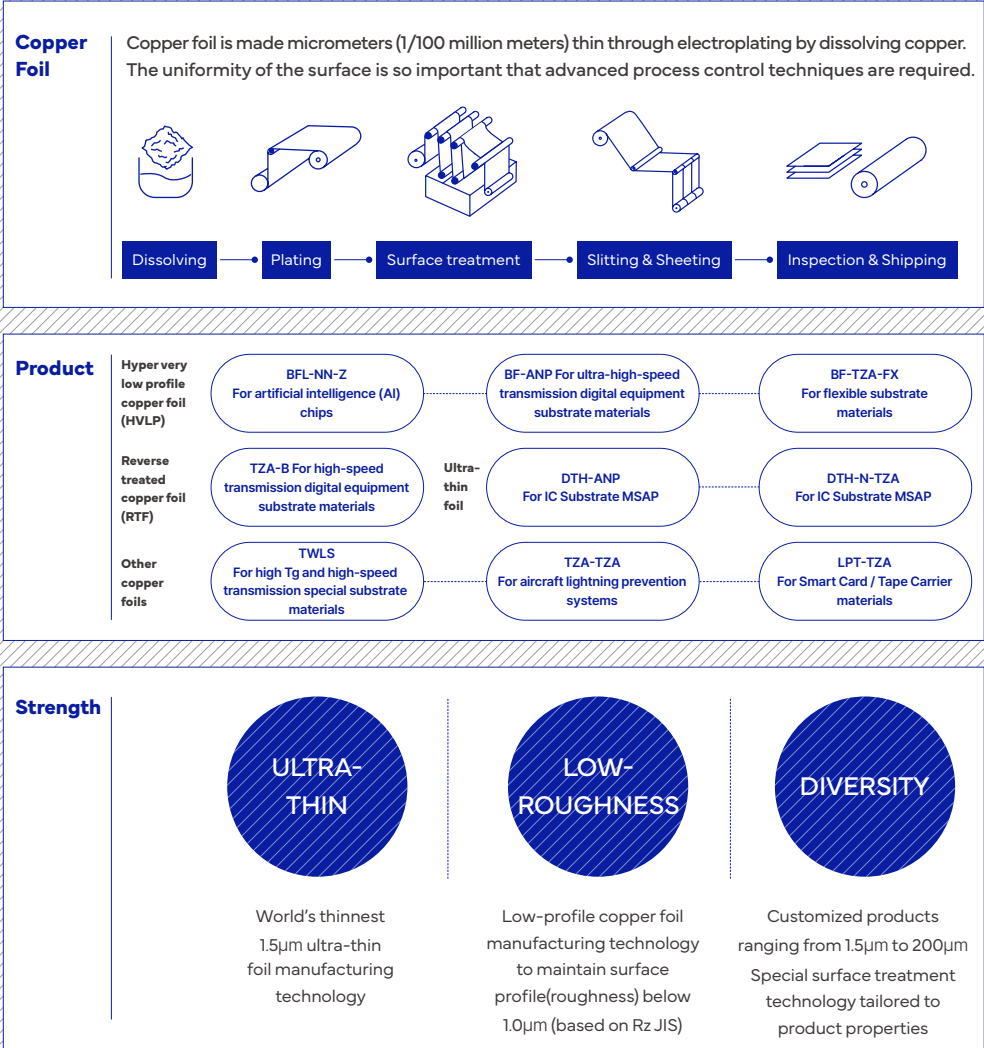 Copper
Foil
Copper foil is made micrometers (1/100 million meters) thin through electroplating by dissolving copper.
The uniformity of the surface is so important that advanced process control techniques are required.
Dissolving
Plating
Surface treatment
Slitting & Sheeting
Inspection & Shipping
Product
Hyper very
low profile
copper foil
(HVLP)
BFL-NN-Z
For artificial intelligence (AI)
chips
BF-ANP For ultra-high-speed
transmission digital equipment
substrate materials
BF-TZA-FX
For flexible substrate
materials
Reverse
treated
copper foil
(RTF)
TZA-B For high-speed
transmission digital equipment
substrate materials
Ultra-
thin
foil
DTH-ANP
For IC Substrate MSAP
DTH-N-TZA
For IC Substrate MSAP
Other
copper
foils
TWLS
For high Tg and high-speed
transmission special substrate
materials
TZA-TZA
For aircraft lightning prevention
systems
LPT-TZA
For Smart Card / Tape Carrier
materials
Strength
ULTRA-
THIN
World's thinnest
1.5μm ultra-thin
foil manufacturing
technology
LOW-
ROUGHNESS
Low-profile copper foil
manufacturing technology
to maintain surface
profile(roughness) below
1.0μm (based on Rz JIS)
DIVERSITY
Customized products
ranging from 1.5μm to 200μm
Special surface treatment
technology tailored to
product properties